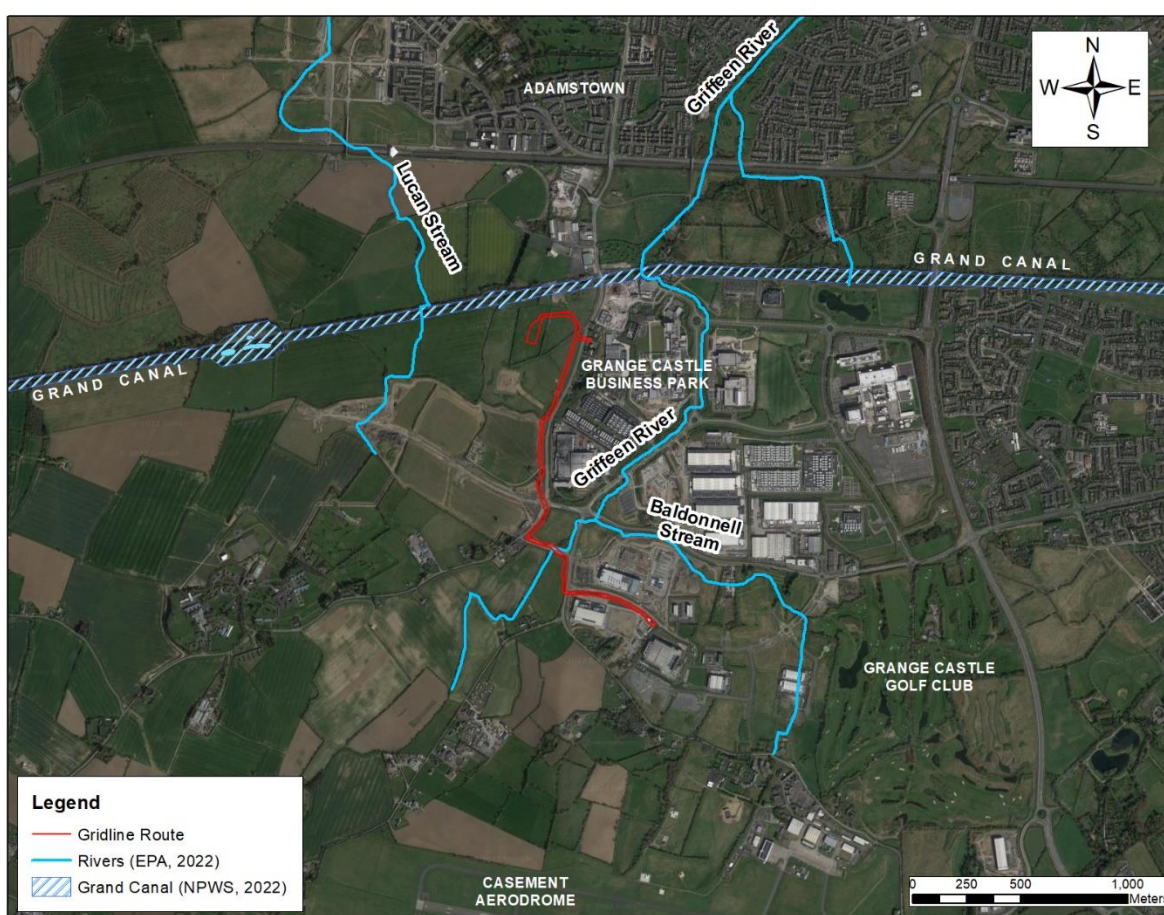 N
W E
S
Griffeen River
ADAMSTOWN
Lucan Stream
GRAND CANAL
GRAND CANAL
GRANGE CASTLE
BUSINESS PARK
Griffeen River
Baldonnell
Stream
GRANGE CASTLE
GOLF CLUB
Legend
Gridline Route
Rivers (EPA, 2022)
Grand Canal (NPWS, 2022)
CASEMENT
AERODROME
0 250 500 1,000
Meter